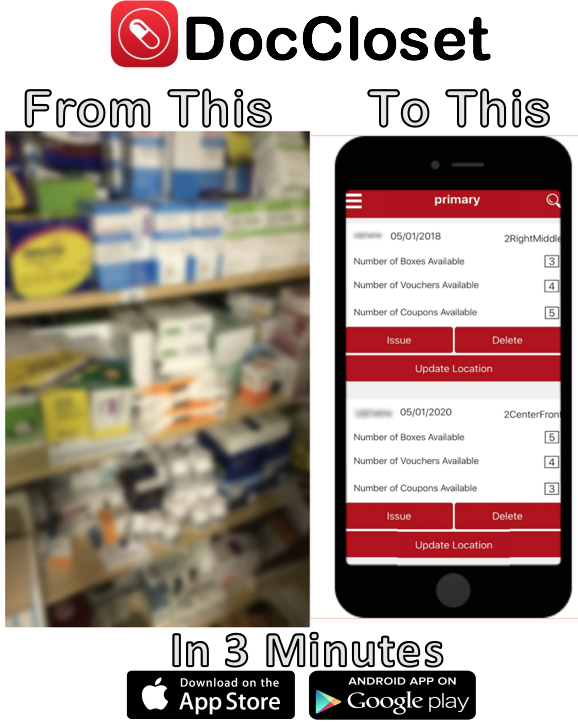 DocCloset
From This
To This
primary
05/01/2018
2RightMiddle
Number of Boxes Available
3
Number of Vouchers Available
4
Number of Coupons Available
5
Issue
Delete
Update Location
05/01/2020
2CenterFront
Number of Boxes Available
5
Number of Vouchers Available
4
Number of Coupons Available
3
Issue
Delete
Update Location
In 3 Minutes
Download on the
App Store
ANDROID APP ON
Google play